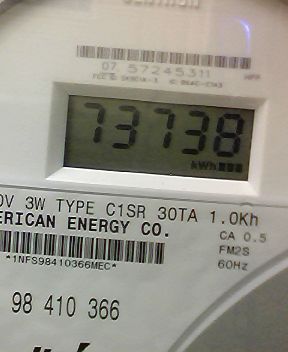 07 57245311
73738
kWh
0V 3W TYPE C1SR 30TA 1.0Kh
ERICAN ENERGY CO.
CA 0.5
*1NFS98410366MEC*
FM2S
60Hz
98 410 366